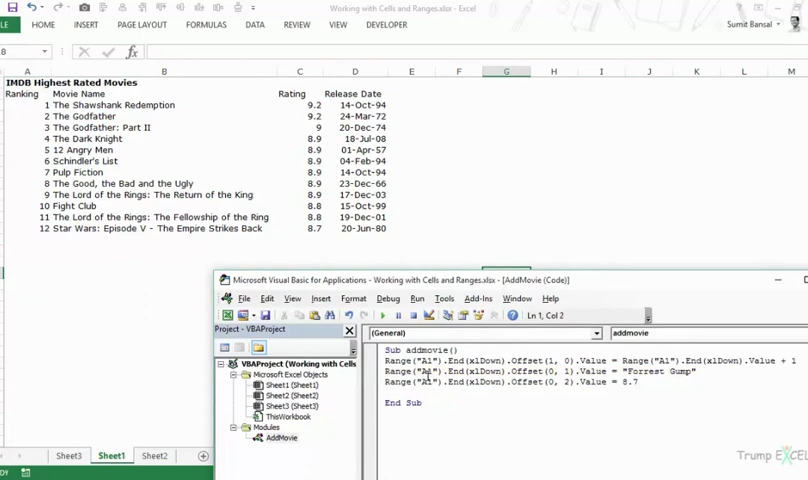 Working with Cells and Ranges.xlsx - Excel
HOME INSERT PAGE LAYOUT FORMULAS DATA REVIEW VIEW DEVELOPER Sumit Bansal
fx
A B C D E F G H I J K L M
IMDB Highest Rated Movies
Ranking Movie Name Rating Release Date
1 The Shawshank Redemption 9.2 14-Oct-94
2 The Godfather 9.2 24-Mar-72
3 The Godfather: Part II 9 20-Dec-74
4 The Dark Knight 8.9 18-Jul-08
5 12 Angry Men 8.9 01-Apr-57
6 Schindler's List 8.9 04-Feb-94
7 Pulp Fiction 8.9 14-Oct-94
8 The Good, the Bad and the Ugly 8.9 23-Dec-66
9 The Lord of the Rings: The Return of the King 8.9 17-Dec-03
10 Fight Club 8.8 15-Oct-99
11 The Lord of the Rings: The Fellowship of the Ring 8.8 19-Dec-01
12 Star Wars: Episode V - The Empire Strikes Back 8.7 20-Jun-80
Microsoft Visual Basic for Applications - Working with Cells and Ranges.xlsx - [AddMovie (Code)]
File Edit View Insert Format Debug Run Tools Add-Ins Window Help
Ln 1, Col 2
Project - VBAProject
(General) addmovie
VBAProject (Working with Cells
Microsoft Excel Objects
Sheet1 (Sheet1)
Sheet2 (Sheet2)
Sheet3 (Sheet3)
ThisWorkbook
Modules
AddMovie
Sub addmovie()
Range("A1").End(xlDown).Offset(1, 0).Value = Range("A1").End(xlDown).Value + 1
Range("A1").End(xlDown).Offset(0, 1).Value = "Forrest Gump"
Range("A1").End(xlDown).Offset(0, 2).Value = 8.7
End Sub
Sheet3 Sheet1 Sheet2
Trump EXCEL